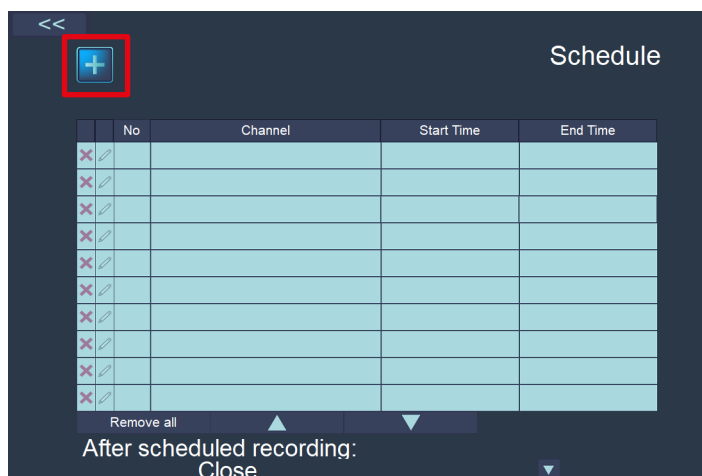 <<
Schedule
No Channel Start Time End Time
Remove all
After scheduled recording:
Close